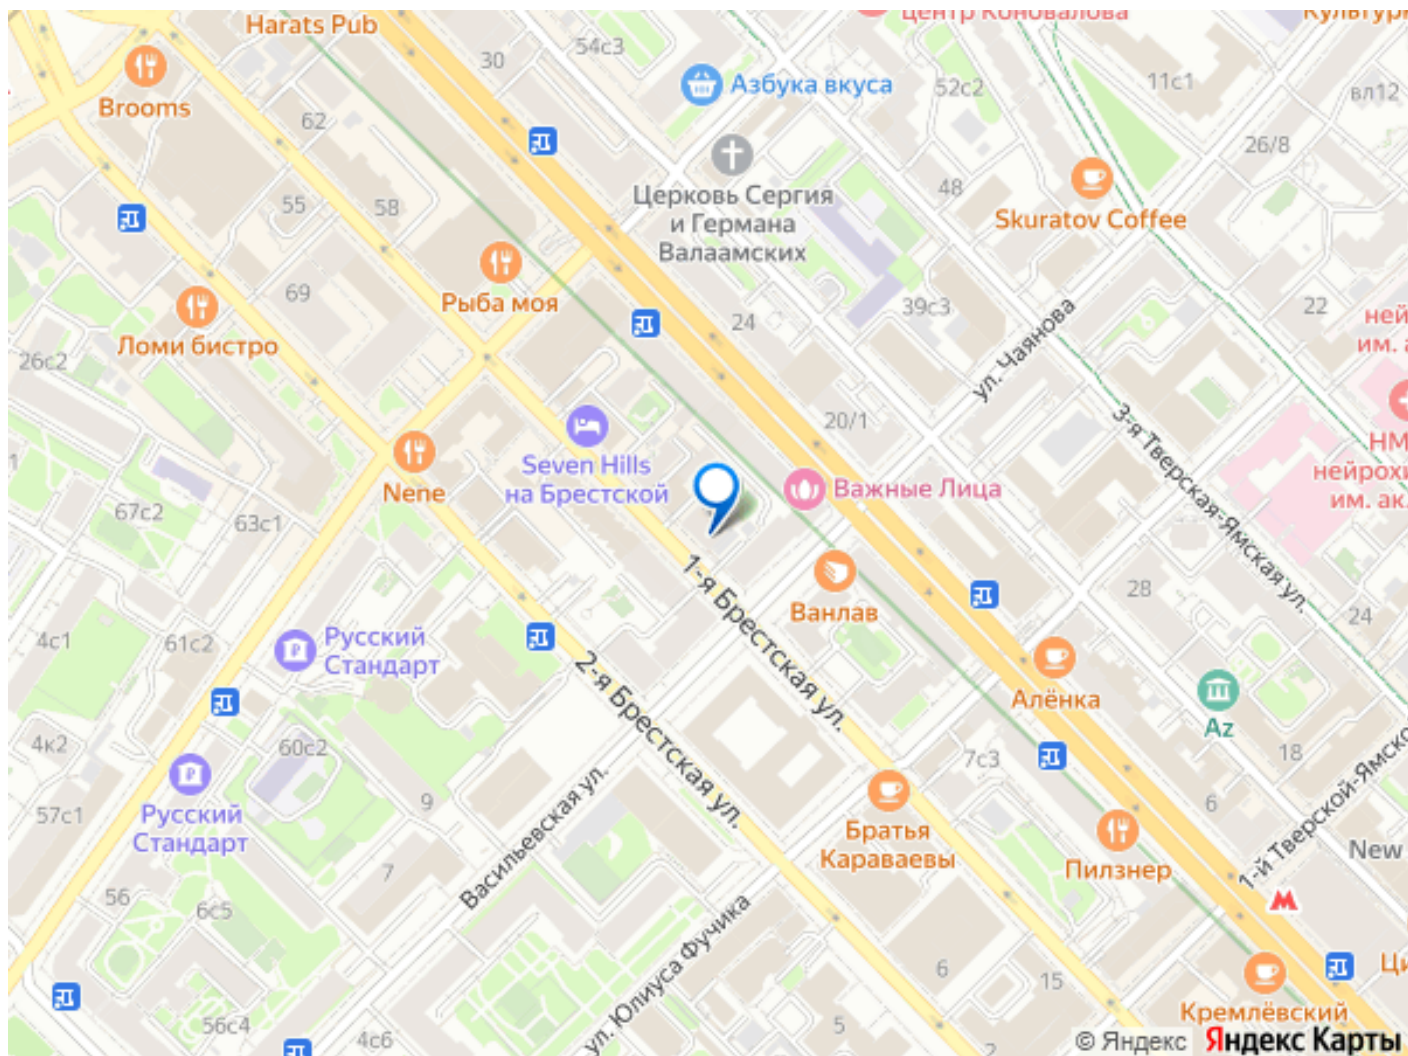 Harats Pub
центр Коновалова
30
54с3
Азбука вкуса
52с2
11с1
вл12
Brooms
62
26/8
Церковь Сергия
и Германа
Валаамских
48
Skuratov Coffee
55
58
69
Рыба моя
24
39с3
22
ул. Чаянова
Ломи бистро
26с2
20/1
3-я Тверская-Ямская ул.
Seven Hills
на Брестской
Nene
Важные Лица
67с2
63с1
1-я Брестская ул.
Ванлав
28
24
4с1
61с2
Русский
Стандарт
2-я Брестская ул.
Алёнка
Az
4к2
60с2
7с3
18
57с1
Русский
Стандарт
9
Васильевская ул.
Братья
Караваевы
6
Пилзнер
New
7
56
6с5
ул. Юлиуса Фучика
М
6
15
Кремлёвский
56с4
4с6
5
2
© Яндекс Яндекс Карты